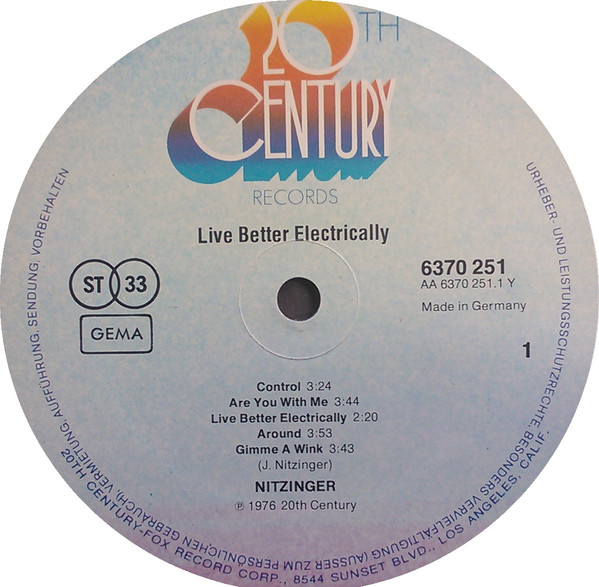 20TH
CENTURY
RECORDS
Live Better Electrically
ST 33
GEMA
6370 251
AA 6370 251.1 Y
Made in Germany
1
Control 3:24
Are You With Me 3:44
Live Better Electrically 2:20
Around 3:53
Gimme A Wink 3:43
(J. Nitzinger)
NITZINGER
℗ 1976 20th Century
URHEBER- UND LEISTUNGSSCHUTZRECHTE, BESONDERS VERVIELFÄLTIGUNG (AUSSER ZUM PERSÖNLICHEN GEBRAUCH), VERMIETUNG, AUFFÜHRUNG, SENDUNG, VORBEHALTEN
20TH CENTURY-FOX RECORD CORP., 8544 SUNSET BLVD., LOS ANGELES, CALIF.